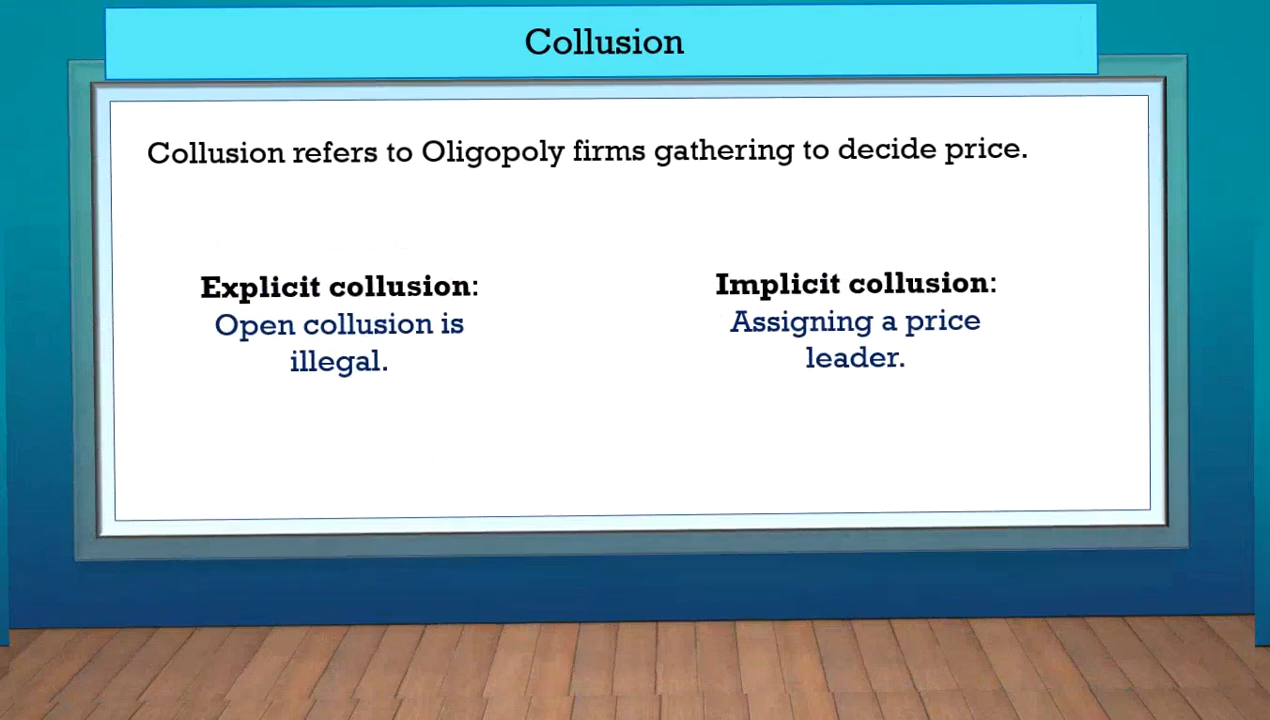 Collusion
Collusion refers to Oligopoly firms gathering to decide price.
Explicit collusion:
Open collusion is
illegal.
Implicit collusion:
Assigning a price
leader.